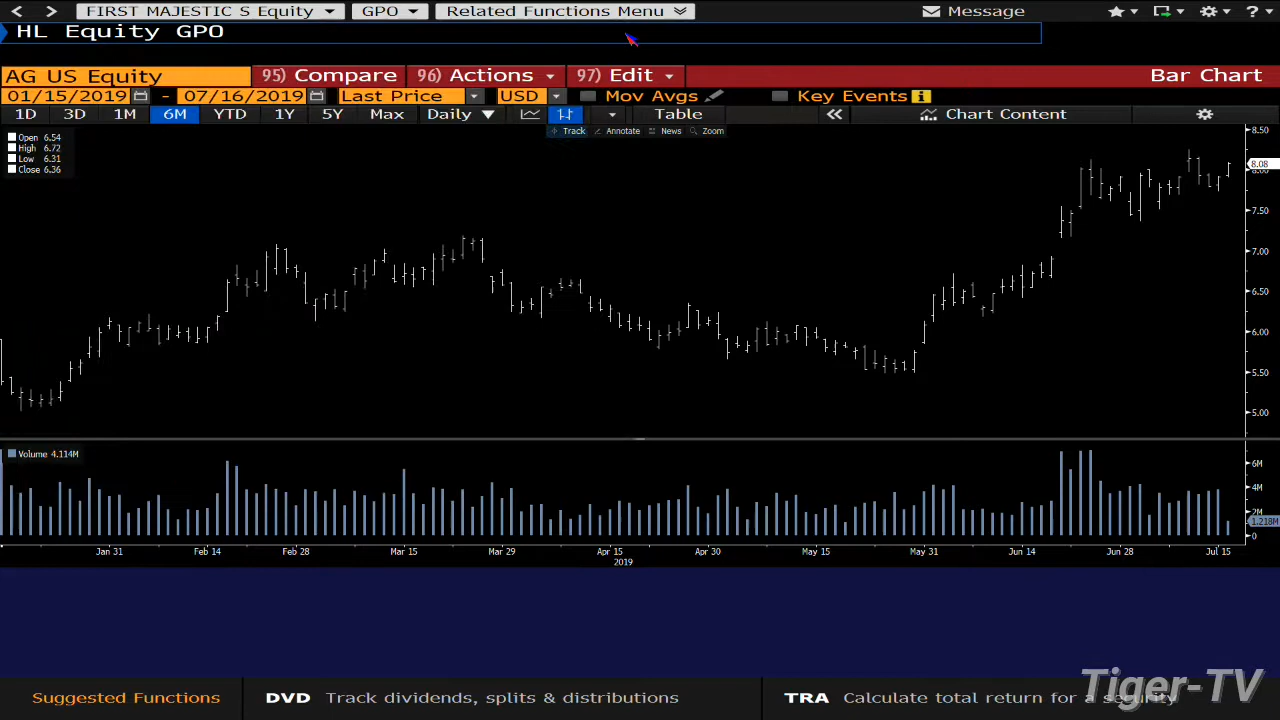 FIRST MAJESTIC S Equity GPO Related Functions Menu Message ?
HL Equity GPO
AG US Equity 95) Compare 96) Actions 97) Edit Bar Chart
01/15/2019 - 07/16/2019 Last Price USD Mov Avgs Key Events i
1D 3D 1M 6M YTD 1Y 5Y Max Daily Table Chart Content
Track Annotate News Zoom
Open 6.54
High 6.72
Low 6.31
Close 6.36
8.50
8.08
8.00
7.50
7.00
6.50
6.00
5.50
5.00
Volume 4.114M
6M
4M
2M
1.218M
0
Jan 31 Feb 14 Feb 28 Mar 15 Mar 29 Apr 15 Apr 30 May 15 May 31 Jun 14 Jun 28 Jul 15
2019
Suggested Functions DVD Track dividends, splits & distributions TRA Calculate total return for a security
Tiger-TV